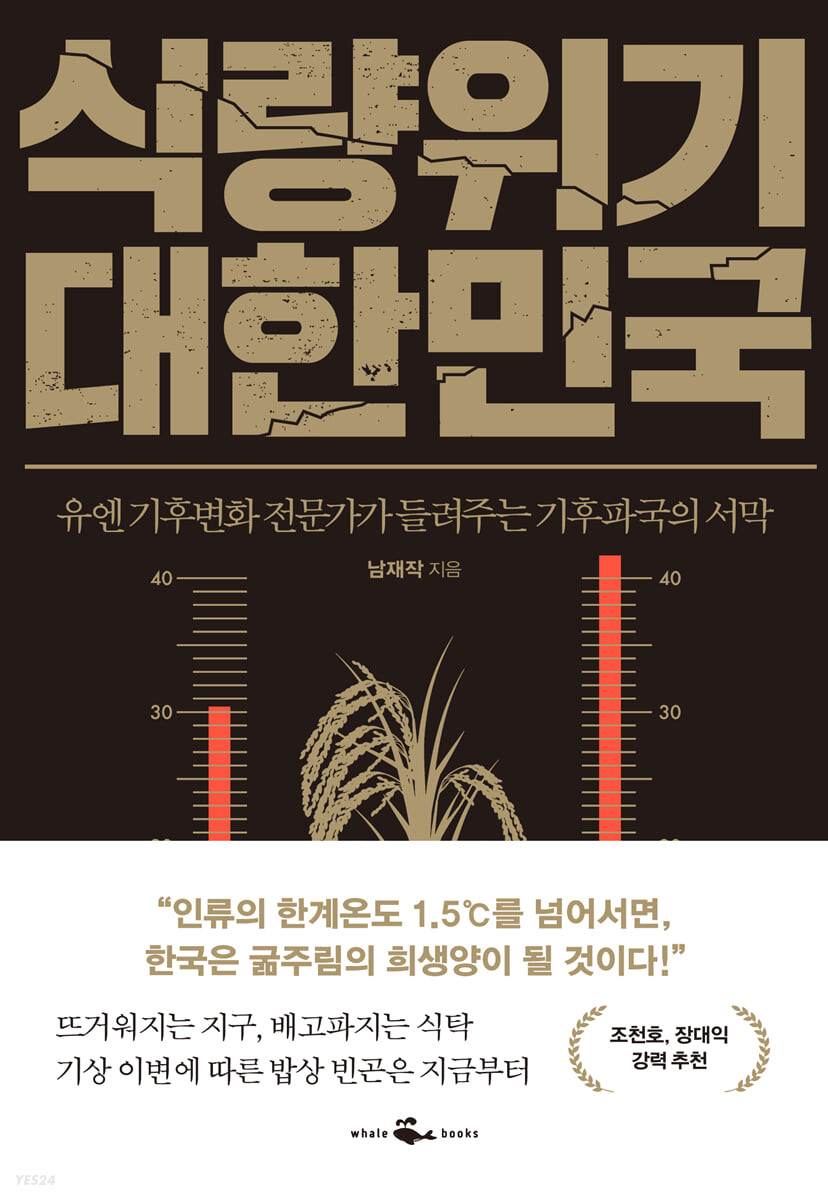 식량위기
대한민국
유엔 기후변화 전문가가 들려주는 기후파국의 서막
남재작 지음
40
40
30
30
“인류의 한계온도 1.5℃를 넘어서면,
한국은 굶주림의 희생양이 될 것이다!”
뜨거워지는 지구, 배고파지는 식탁
기상 이변에 따른 밥상 빈곤은 지금부터
조천호, 장대익
강력 추천
whale books
YES24